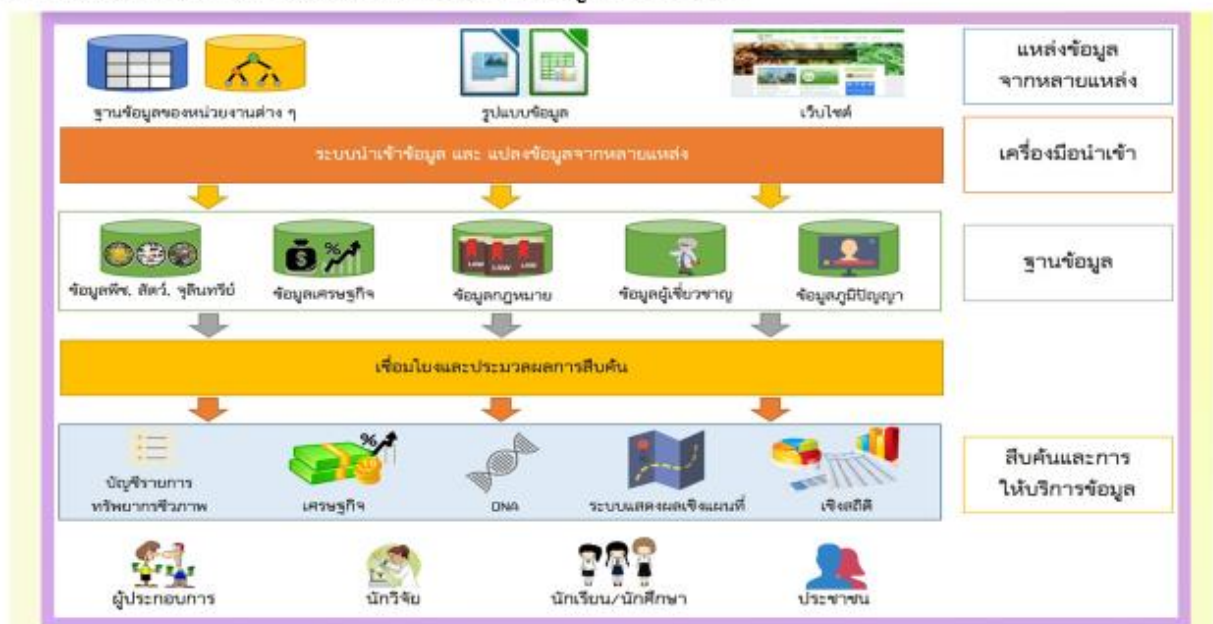 ฐานข้อมูลของหน่วยงานต่าง ๆ
รูปแบบข้อมูล
เว็บไซต์
แหล่งข้อมูล
จากหลายแหล่ง
ระบบนำเข้าข้อมูล และ แปลงข้อมูลจากหลายแหล่ง
เครื่องมือนำเข้า
LAW LAW LAW
ข้อมูลพืช, สัตว์, จุลินทรีย์
ข้อมูลเศรษฐกิจ
ข้อมูลกฎหมาย
ข้อมูลผู้เชี่ยวชาญ
ข้อมูลภูมิปัญญา
ฐานข้อมูล
เชื่อมโยงและประมวลผลการสืบค้น
บัญชีรายการ
ทรัพยากรชีวภาพ
เศรษฐกิจ
DNA
ระบบแสดงผลเชิงแผนที่
เชิงสถิติ
สืบค้นและการ
ให้บริการข้อมูล
ผู้ประกอบการ
นักวิจัย
นักเรียน/นักศึกษา
ประชาชน